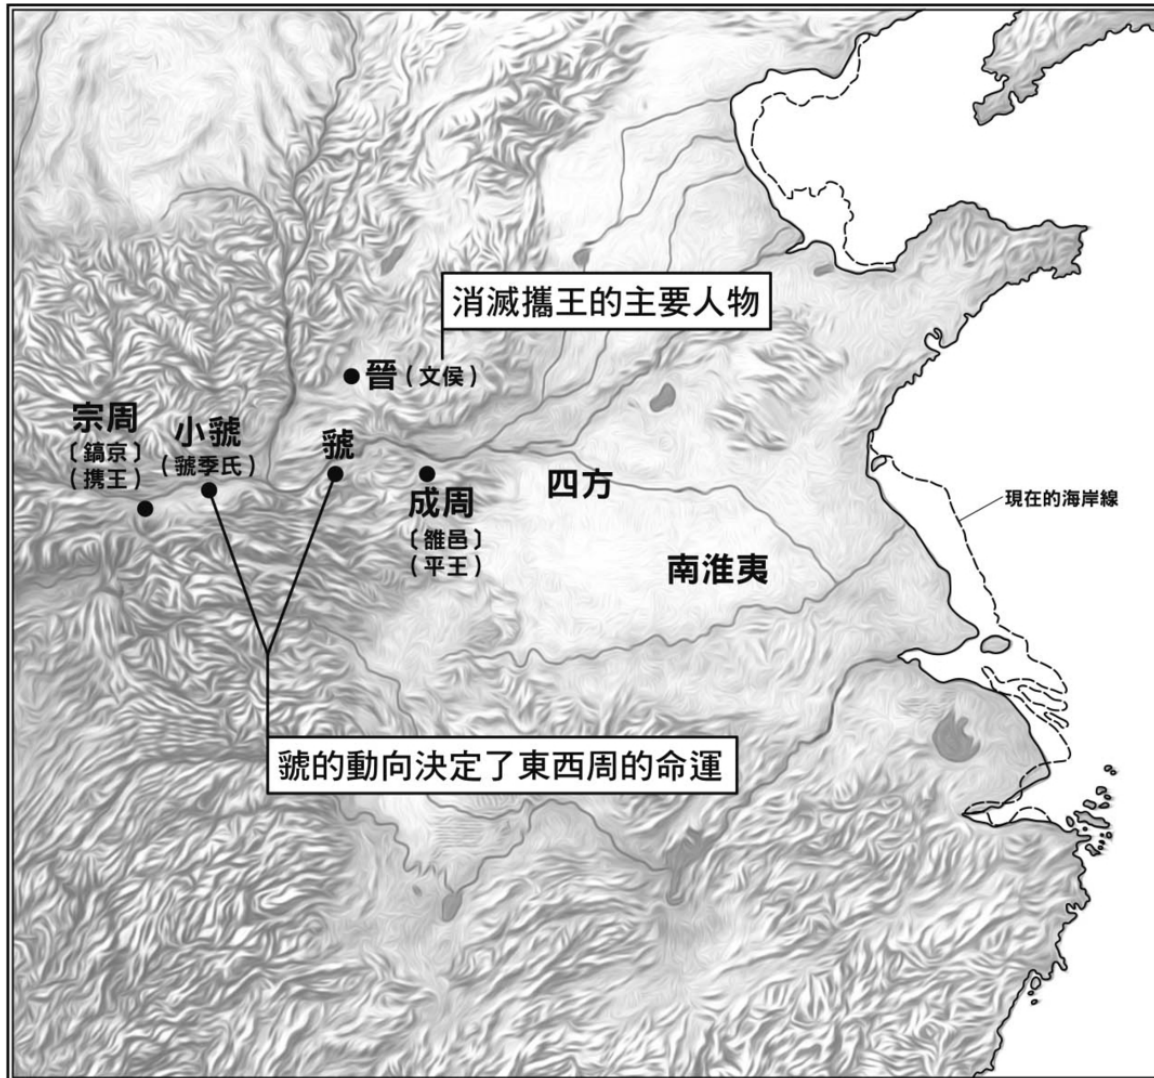 消滅攜王的主要人物
晉（文侯）
宗周
〔鎬京〕
（携王）
小虢
（虢季氏）
虢
成周
〔雒邑〕
（平王）
四方
南淮夷
現在的海岸線
虢的動向決定了東西周的命運